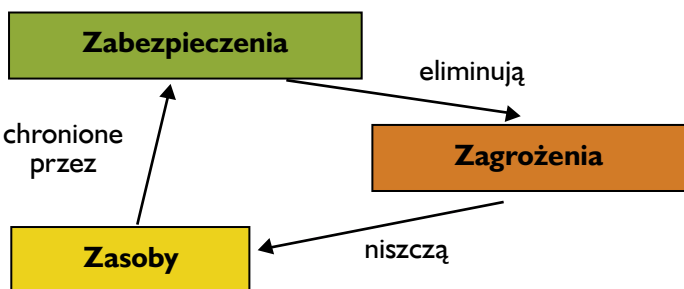 Zabezpieczenia
eliminują
chronione
przez
Zagrożenia
niszczą
Zasoby